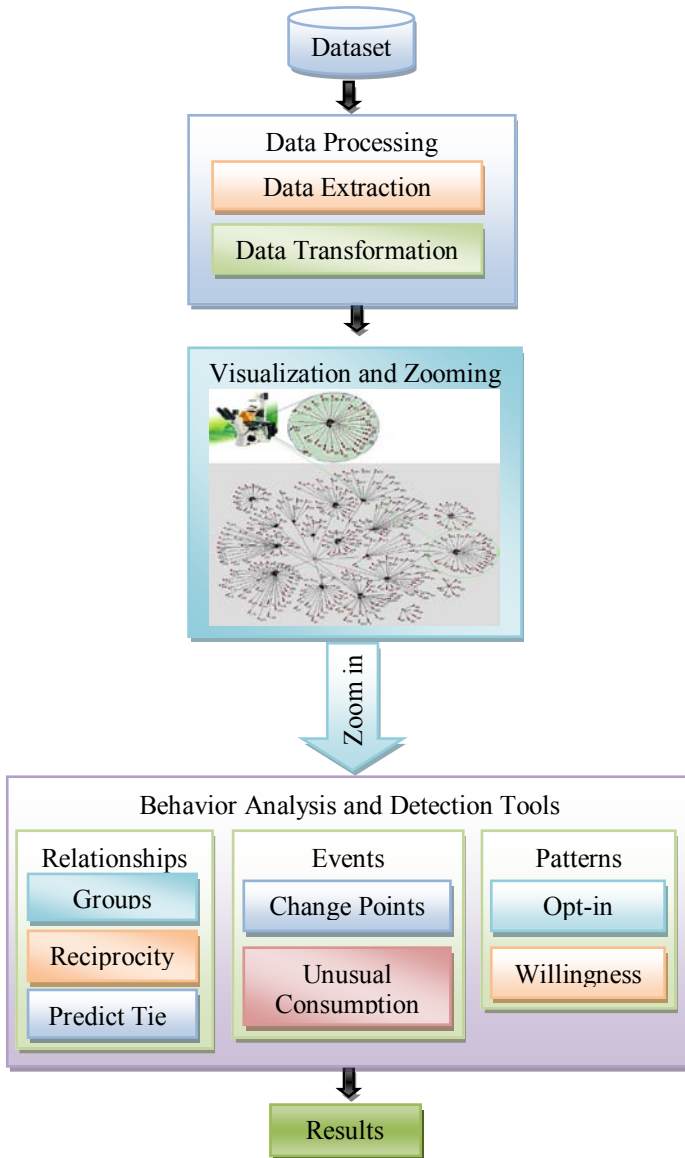 Dataset
Data Processing
Data Extraction
Data Transformation
Visualization and Zooming
Zoom in
Behavior Analysis and Detection Tools
Relationships
Groups
Reciprocity
Predict Tie
Events
Change Points
Unusual
Consumption
Patterns
Opt-in
Willingness
Results